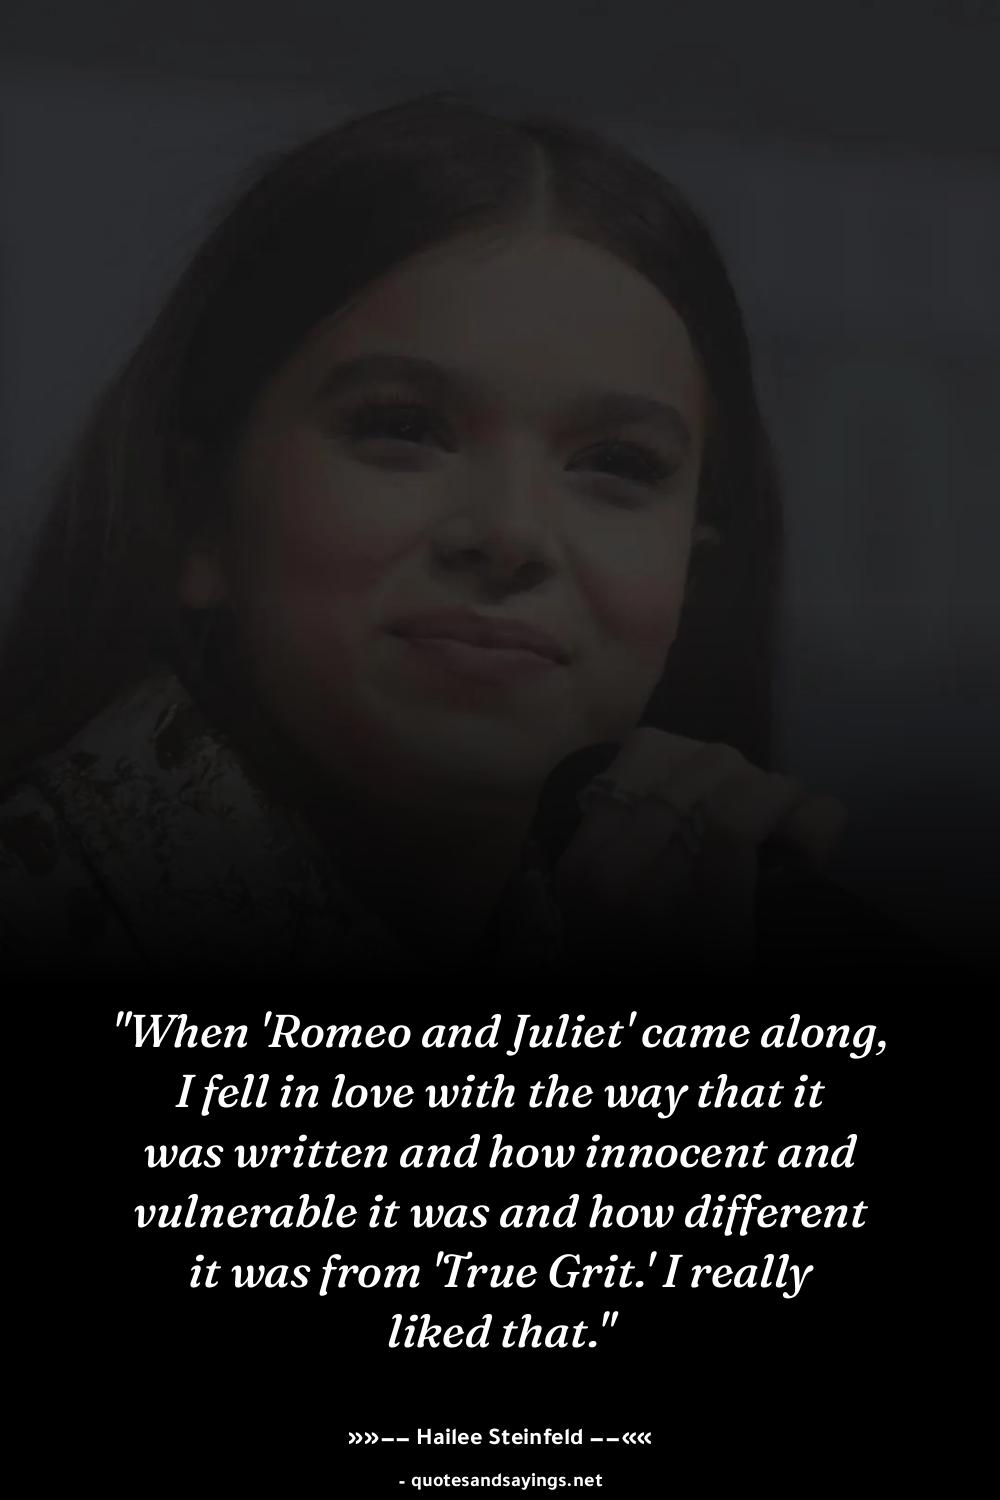 "When 'Romeo and Juliet' came along,
I fell in love with the way that it
was written and how innocent and
vulnerable it was and how different
it was from 'True Grit.' I really
liked that."
»»−− Hailee Steinfeld −−««
- quotesandsayings.net